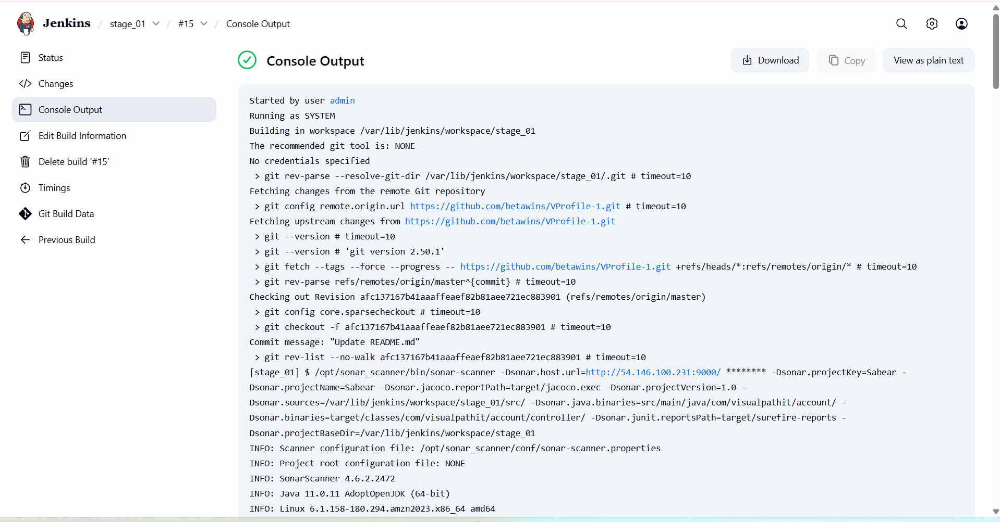 Jenkins / stage_01 / #15 / Console Output
Status
Changes
Console Output
Edit Build Information
Delete build ‘#15’
Timings
Git Build Data
Previous Build
Console Output
Download
Copy
View as plain text
Started by user admin
Running as SYSTEM
Building in workspace /var/lib/jenkins/workspace/stage_01
The recommended git tool is: NONE
No credentials specified
 > git rev-parse --resolve-git-dir /var/lib/jenkins/workspace/stage_01/.git # timeout=10
Fetching changes from the remote Git repository
 > git config remote.origin.url https://github.com/betawins/VProfile-1.git # timeout=10
Fetching upstream changes from https://github.com/betawins/VProfile-1.git
 > git --version # timeout=10
 > git --version # 'git version 2.50.1'
 > git fetch --tags --force --progress -- https://github.com/betawins/VProfile-1.git +refs/heads/*:refs/remotes/origin/* # timeout=10
 > git rev-parse refs/remotes/origin/master^{commit} # timeout=10
Checking out Revision afc137167b41aaaffeaef82b81aee721ec883901 (refs/remotes/origin/master)
 > git config core.sparsecheckout # timeout=10
 > git checkout -f afc137167b41aaaffeaef82b81aee721ec883901 # timeout=10
Commit message: "Update README.md"
 > git rev-list --no-walk afc137167b41aaaffeaef82b81aee721ec883901 # timeout=10
[stage_01] $ /opt/sonar_scanner/bin/sonar-scanner -Dsonar.host.url=http://54.146.100.231:9000/ ******** -Dsonar.projectKey=Sabear -
Dsonar.projectName=Sabear -Dsonar.jacoco.reportPath=target/jacoco.exec -Dsonar.projectVersion=1.0 -
Dsonar.sources=/var/lib/jenkins/workspace/stage_01/src/ -Dsonar.java.binaries=src/main/java/com/visualpathit/account/ -
Dsonar.binaries=target/classes/com/visualpathit/account/controller/ -Dsonar.junit.reportsPath=target/surefire-reports -
Dsonar.projectBaseDir=/var/lib/jenkins/workspace/stage_01
INFO: Scanner configuration file: /opt/sonar_scanner/conf/sonar-scanner.properties
INFO: Project root configuration file: NONE
INFO: SonarScanner 4.6.2.2472
INFO: Java 11.0.11 AdoptOpenJDK (64-bit)
INFO: Linux 6.1.158-180.294.amzn2023.x86_64 amd64